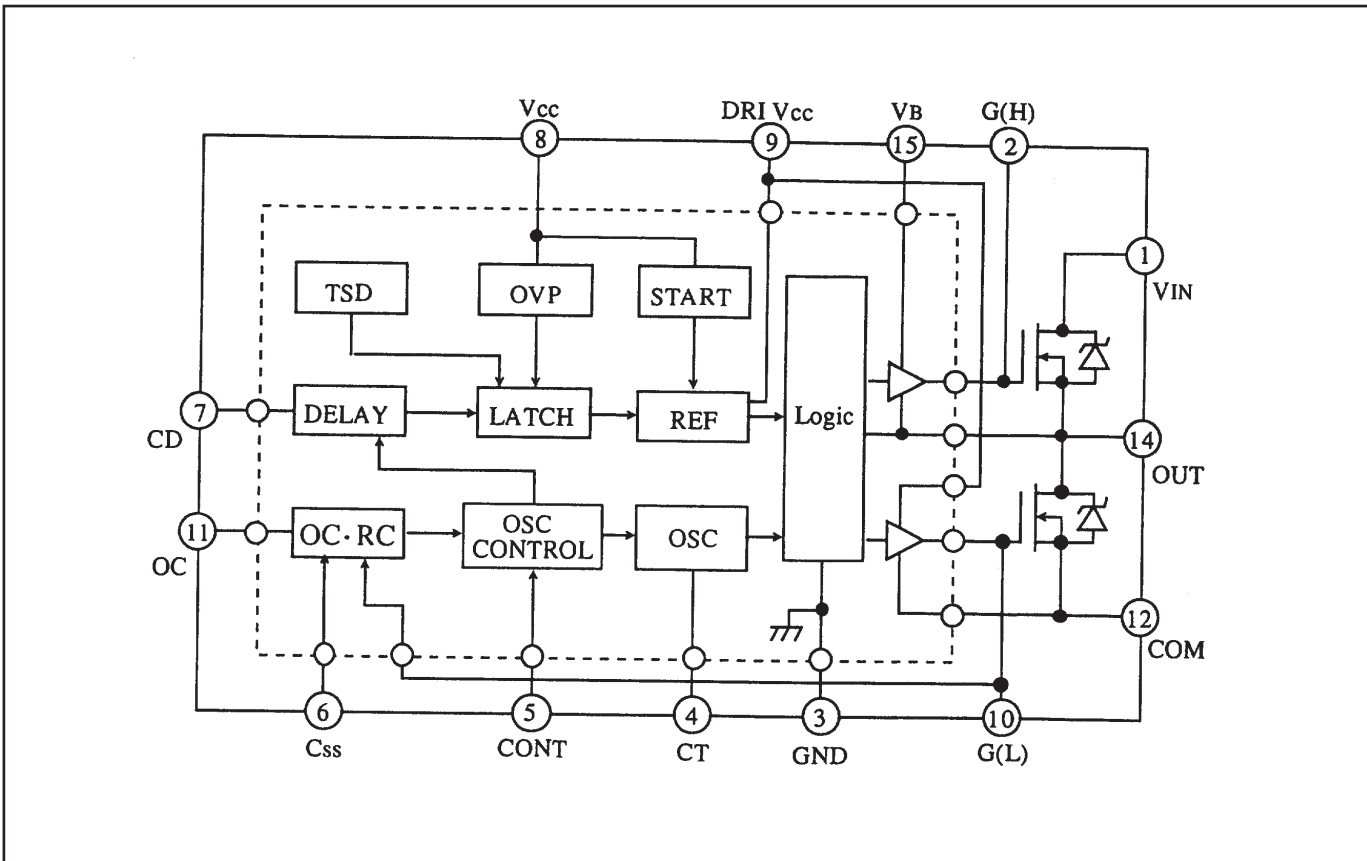 Vcc
DRI Vcc
VB
G(H)
8
9
15
2
1
VIN
TSD
OVP
START
7
CD
DELAY
LATCH
REF
Logic
14
OUT
11
OC
OC·RC
OSC
CONTROL
OSC
12
COM
6
5
4
3
10
Css
CONT
CT
GND
G(L)